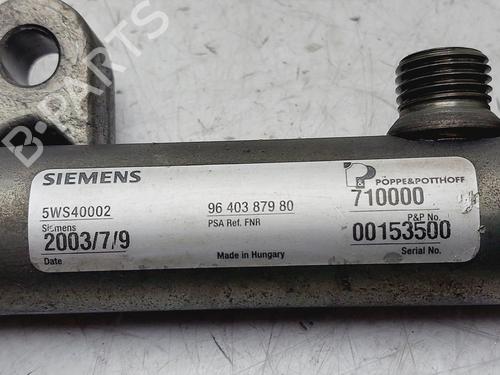 B-PARTS
SIEMENS
P&P PÖPPE&POTTHOFF
5WS40002
96 403 879 80
710000
Siemens
PSA Ref. FNR
P&P No.
2003/7/9
00153500
Date
Made in Hungary
Serial No.